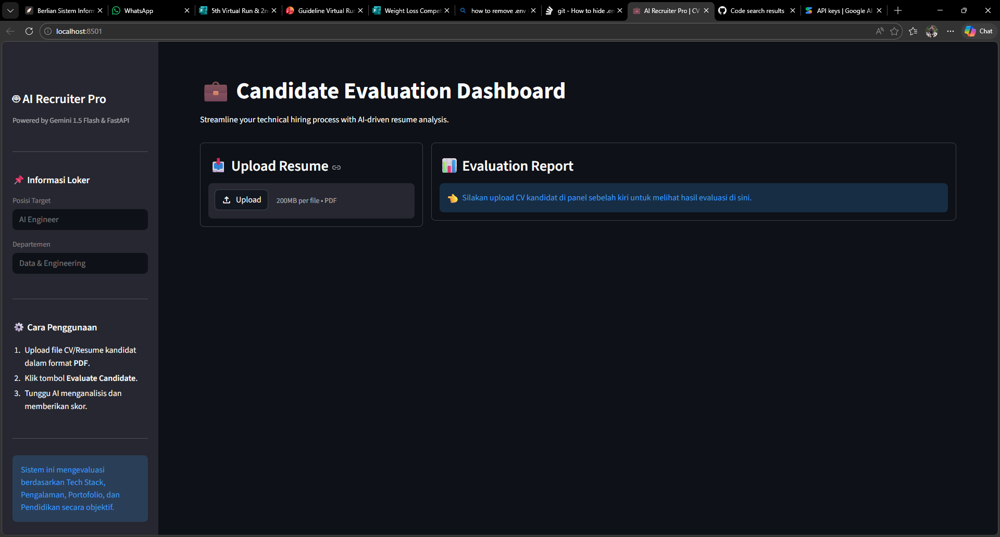 Berlian Sistem Inform
WhatsApp
5th Virtual Run & 2n
Guideline Virtual Run
Weight Loss Compet
how to remove .env
git - How to hide .en
AI Recruiter Pro | CV
Code search results
API keys | Google AI
localhost:8501
Chat
AI Recruiter Pro
Powered by Gemini 1.5 Flash & FastAPI
📌 Informasi Loker
Posisi Target
AI Engineer
Departemen
Data & Engineering
⚙️ Cara Penggunaan
1. Upload file CV/Resume kandidat
dalam format PDF.
2. Klik tombol Evaluate Candidate.
3. Tunggu AI menganalisis dan
memberikan skor.
Sistem ini mengevaluasi
berdasarkan Tech Stack,
Pengalaman, Portofolio, dan
Pendidikan secara objektif.
💼 Candidate Evaluation Dashboard
Streamline your technical hiring process with AI-driven resume analysis.
📥 Upload Resume
Upload
200MB per file • PDF
📊 Evaluation Report
👈 Silakan upload CV kandidat di panel sebelah kiri untuk melihat hasil evaluasi di sini.